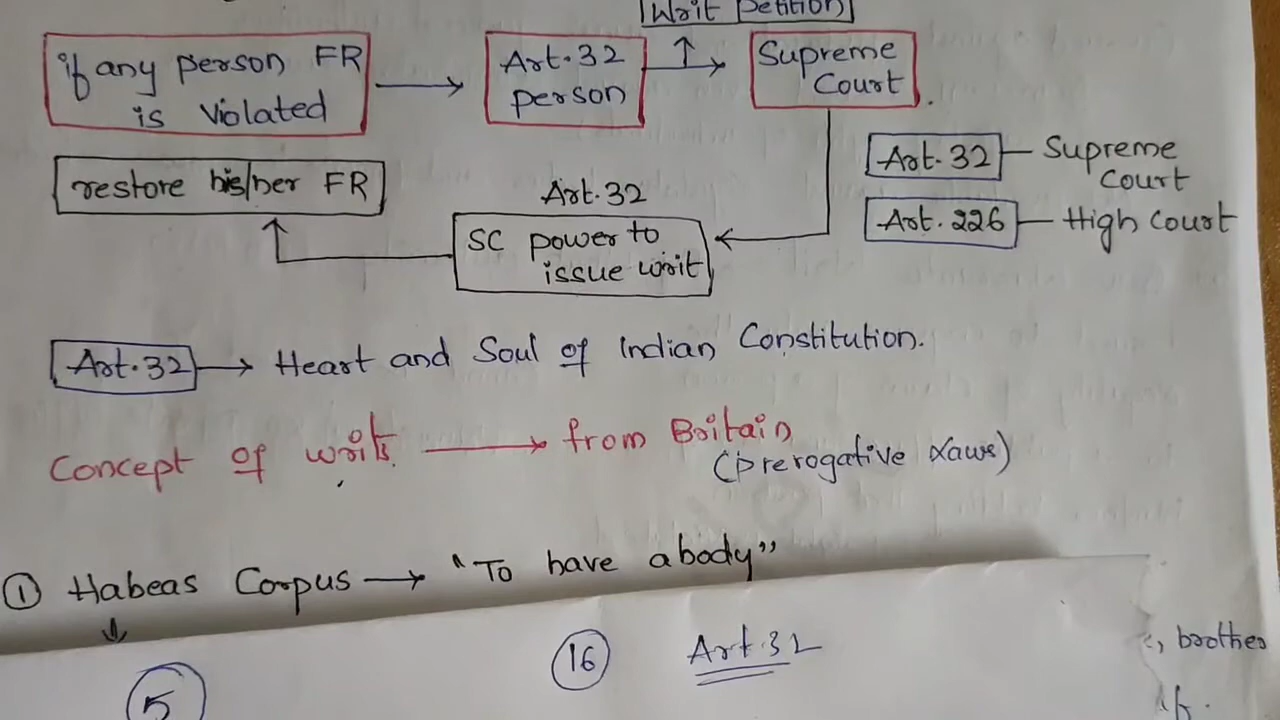 Writ Petition
if any person FR
is violated
Art.32
person
Supreme
Court
Art.32 Supreme
Court
Art.226 High Court
Art.32
SC power to
issue writ
restore his/her FR
Art.32 → Heart and Soul of Indian Constitution.
Concept of writs → from Britain
(prerogative Laws)
① Habeas Corpus → "To have a body"
16 Art.32
, brother
5